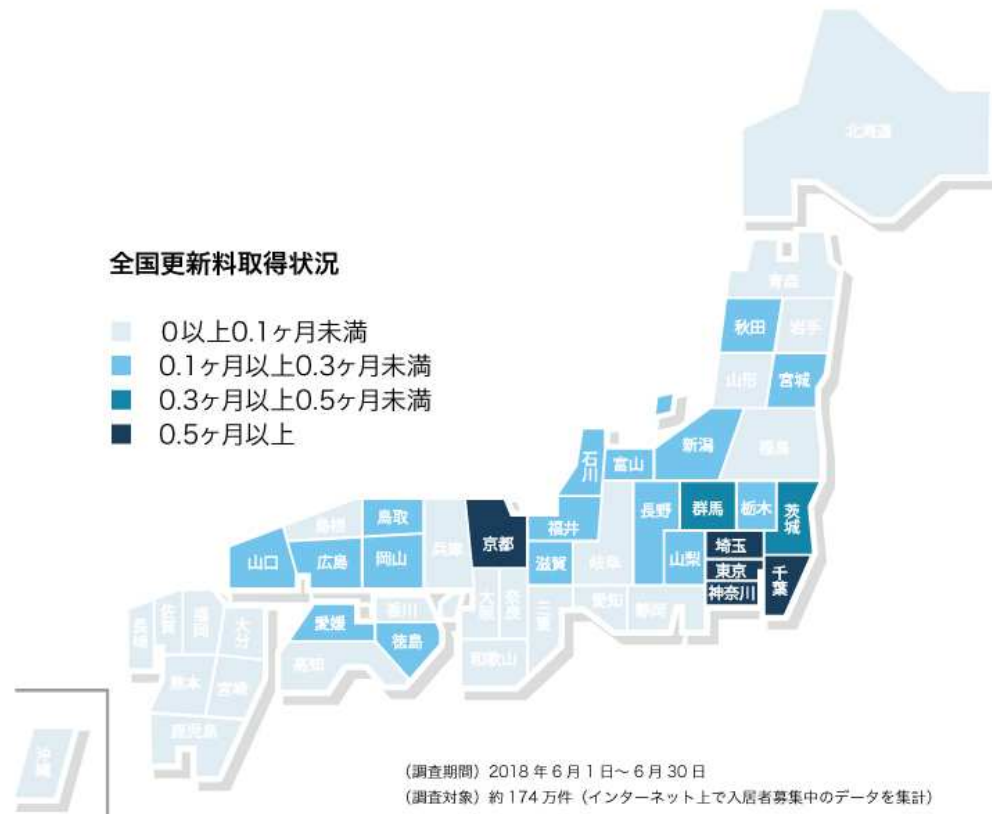 北海道
全国更新料取得状況
0以上0.1ヶ月未満
0.1ヶ月以上0.3ヶ月未満
0.3ヶ月以上0.5ヶ月未満
0.5ヶ月以上
青森
秋田
岩手
山形
宮城
新潟
福島
石川
富山
福井
長野
群馬
栃木
茨城
島根
鳥取
兵庫
京都
滋賀
岐阜
山梨
埼玉
東京
神奈川
千葉
山口
広島
岡山
大阪
奈良
三重
愛知
静岡
和歌山
香川
愛媛
徳島
高知
長崎
佐賀
福岡
大分
熊本
宮崎
鹿児島
沖縄
(調査期間)2018年6月1日〜6月30日
(調査対象)約174万件(インターネット上で入居者募集中のデータを集計)